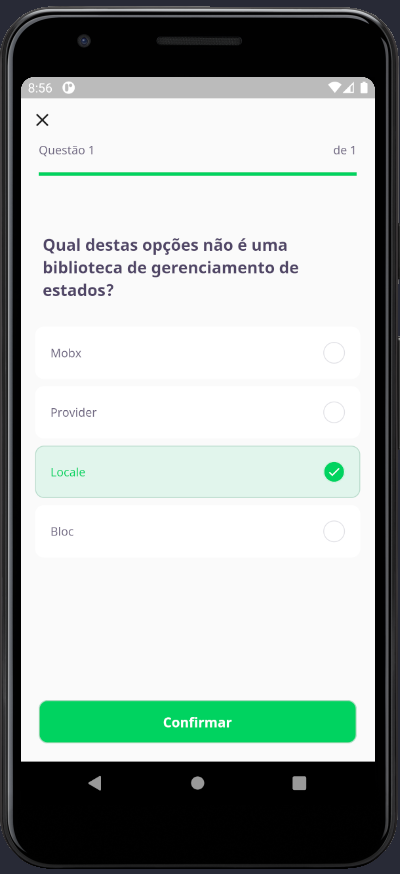 8:56
Questão 1
de 1
Qual destas opções não é uma
biblioteca de gerenciamento de
estados?
Mobx
Provider
Locale
Bloc
Confirmar